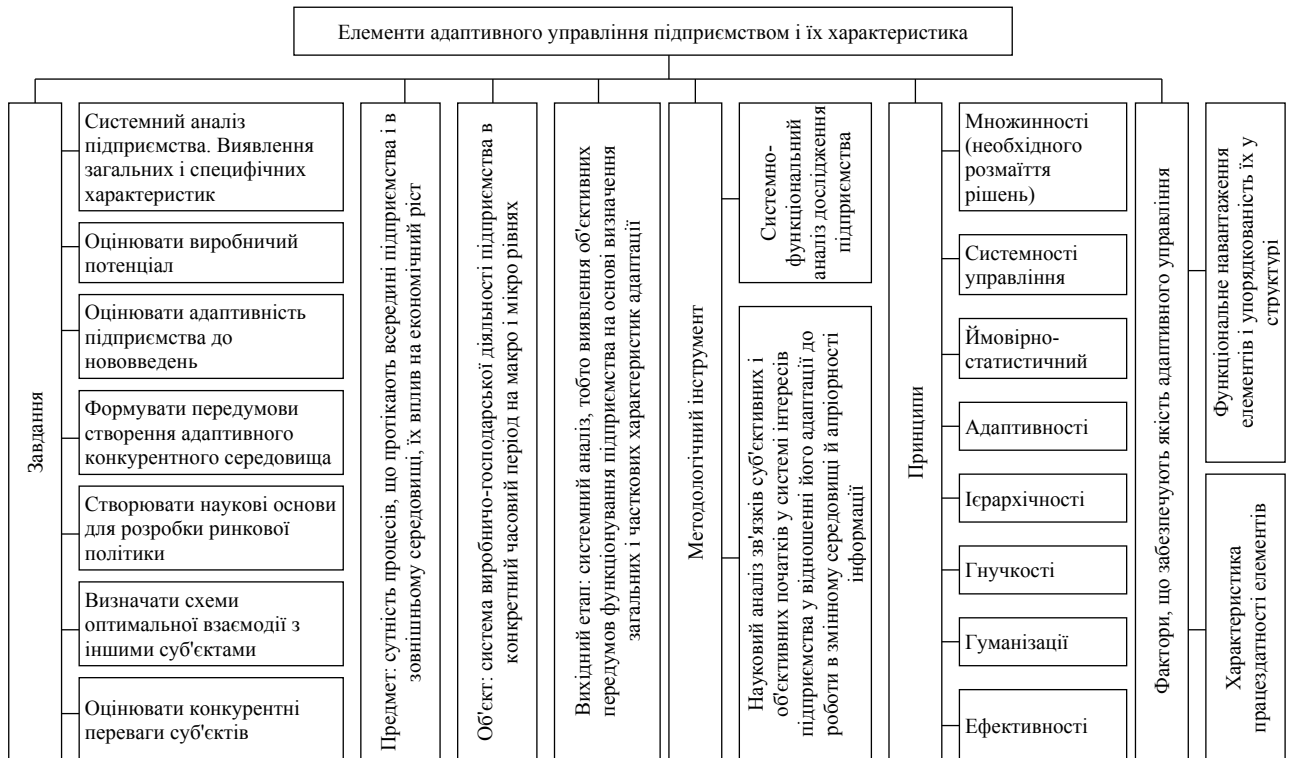 Елементи адаптивного управління підприємством і їх характеристика
Завдання
Системний аналіз
підприємства. Виявлення
загальних і специфічних
характеристик
Оцінювати виробничий
потенціал
Оцінювати адаптивність
підприємства до
нововведень
Формувати передумови
створення адаптивного
конкурентного середовища
Створювати наукові основи
для розробки ринкової
політики
Визначати схеми
оптимальної взаємодії з
іншими суб'єктами
Оцінювати конкурентні
переваги суб'єктів
Предмет: сутність процесів, що протікають всередині підприємства і в
зовнішньому середовищі, їх вплив на економічний ріст
Об'єкт: система виробничо-господарської діяльності підприємства в
конкретний часовий період на макро і мікро рівнях
Вихідний етап: системний аналіз, тобто виявлення об'єктивних
передумов функціонування підприємства на основі визначення
загальних і часткових характеристик адаптації
Методологічний інструмент
Системно-
функціональний
аналіз дослідження
підприємства
Науковий аналіз зв'язків суб'єктивних і
об'єктивних початків у системі інтересів
підприємства у відношенні його адаптації до
роботи в змінному середовищі й апріорності
інформації
Принципи
Множинності
(необхідного
розмаїття
рішень)
Системності
управління
Ймовірно-
статистичний
Адаптивності
Ієрархічності
Гнучкості
Гуманізації
Ефективності
Фактори, що забезпечують якість адаптивного управління
Функціональне навантаження
елементів і упорядкованість їх у
структурі
Характеристика
працездатності елементів